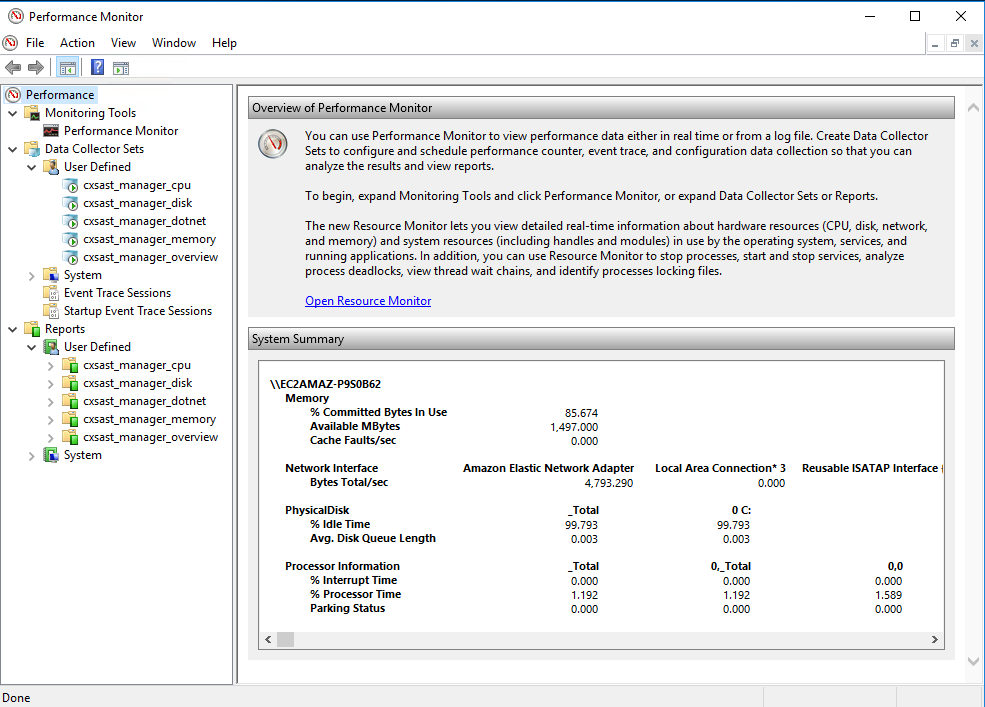 Performance Monitor
File Action View Window Help
Performance
Monitoring Tools
Performance Monitor
Data Collector Sets
User Defined
cxsast_manager_cpu
cxsast_manager_disk
cxsast_manager_dotnet
cxsast_manager_memory
cxsast_manager_overview
System
Event Trace Sessions
Startup Event Trace Sessions
Reports
User Defined
cxsast_manager_cpu
cxsast_manager_disk
cxsast_manager_dotnet
cxsast_manager_memory
cxsast_manager_overview
System
Overview of Performance Monitor
You can use Performance Monitor to view performance data either in real time or from a log file. Create Data Collector
Sets to configure and schedule performance counter, event trace, and configuration data collection so that you can
analyze the results and view reports.
To begin, expand Monitoring Tools and click Performance Monitor, or expand Data Collector Sets or Reports.
The new Resource Monitor lets you view detailed real-time information about hardware resources (CPU, disk, network,
and memory) and system resources (including handles and modules) in use by the operating system, services, and
running applications. In addition, you can use Resource Monitor to stop processes, start and stop services, analyze
process deadlocks, view thread wait chains, and identify processes locking files.
Open Resource Monitor
System Summary
\\EC2AMAZ-P9S0B62
Memory
% Committed Bytes In Use 85.674
Available MBytes 1,497.000
Cache Faults/sec 0.000
Network Interface Amazon Elastic Network Adapter Local Area Connection* 3 Reusable ISATAP Interface {
Bytes Total/sec 4,793.290 0.000
PhysicalDisk _Total 0 C:
% Idle Time 99.793 99.793
Avg. Disk Queue Length 0.003 0.003
Processor Information _Total 0,_Total 0,0
% Interrupt Time 0.000 0.000 0.000
% Processor Time 1.192 1.192 1.589
Parking Status 0.000 0.000 0.000
Done